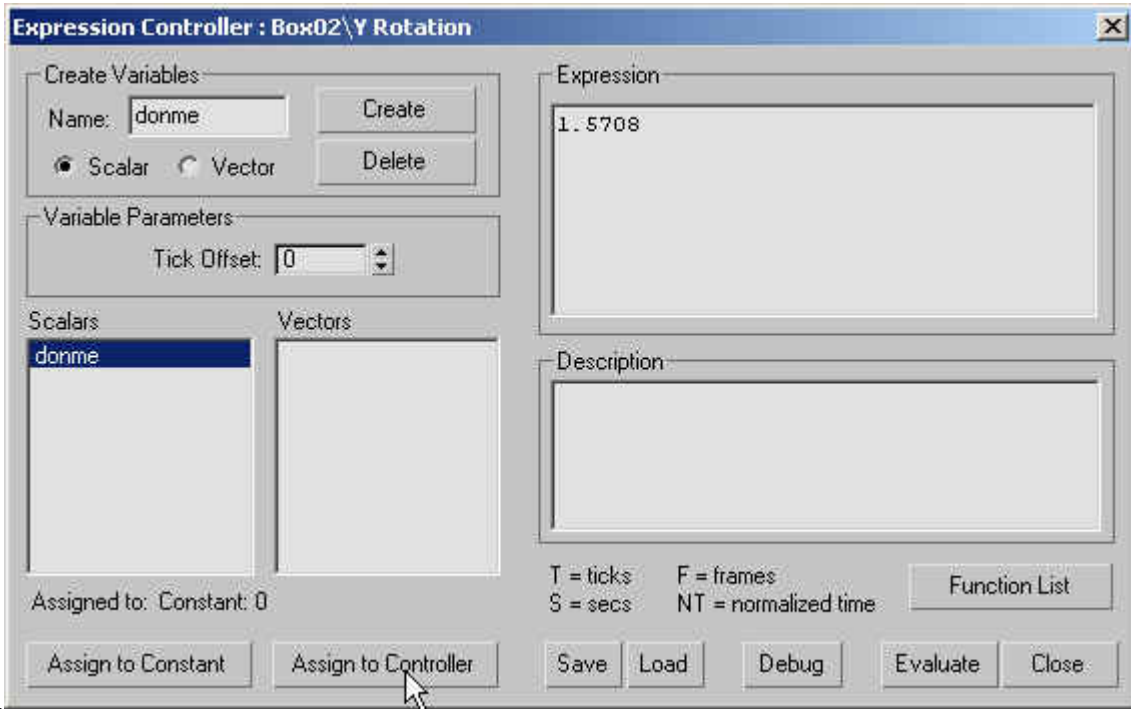 Expression Controller : Box02\Y Rotation
Create Variables
Name: donme
Create
Scalar Vector
Delete
Variable Parameters
Tick Offset: 0
Scalars Vectors
donme
Assigned to: Constant: 0
Assign to Constant Assign to Controller
Expression
1.5708
Description
T = ticks F = frames
S = secs NT = normalized time
Function List
Save Load Debug Evaluate Close